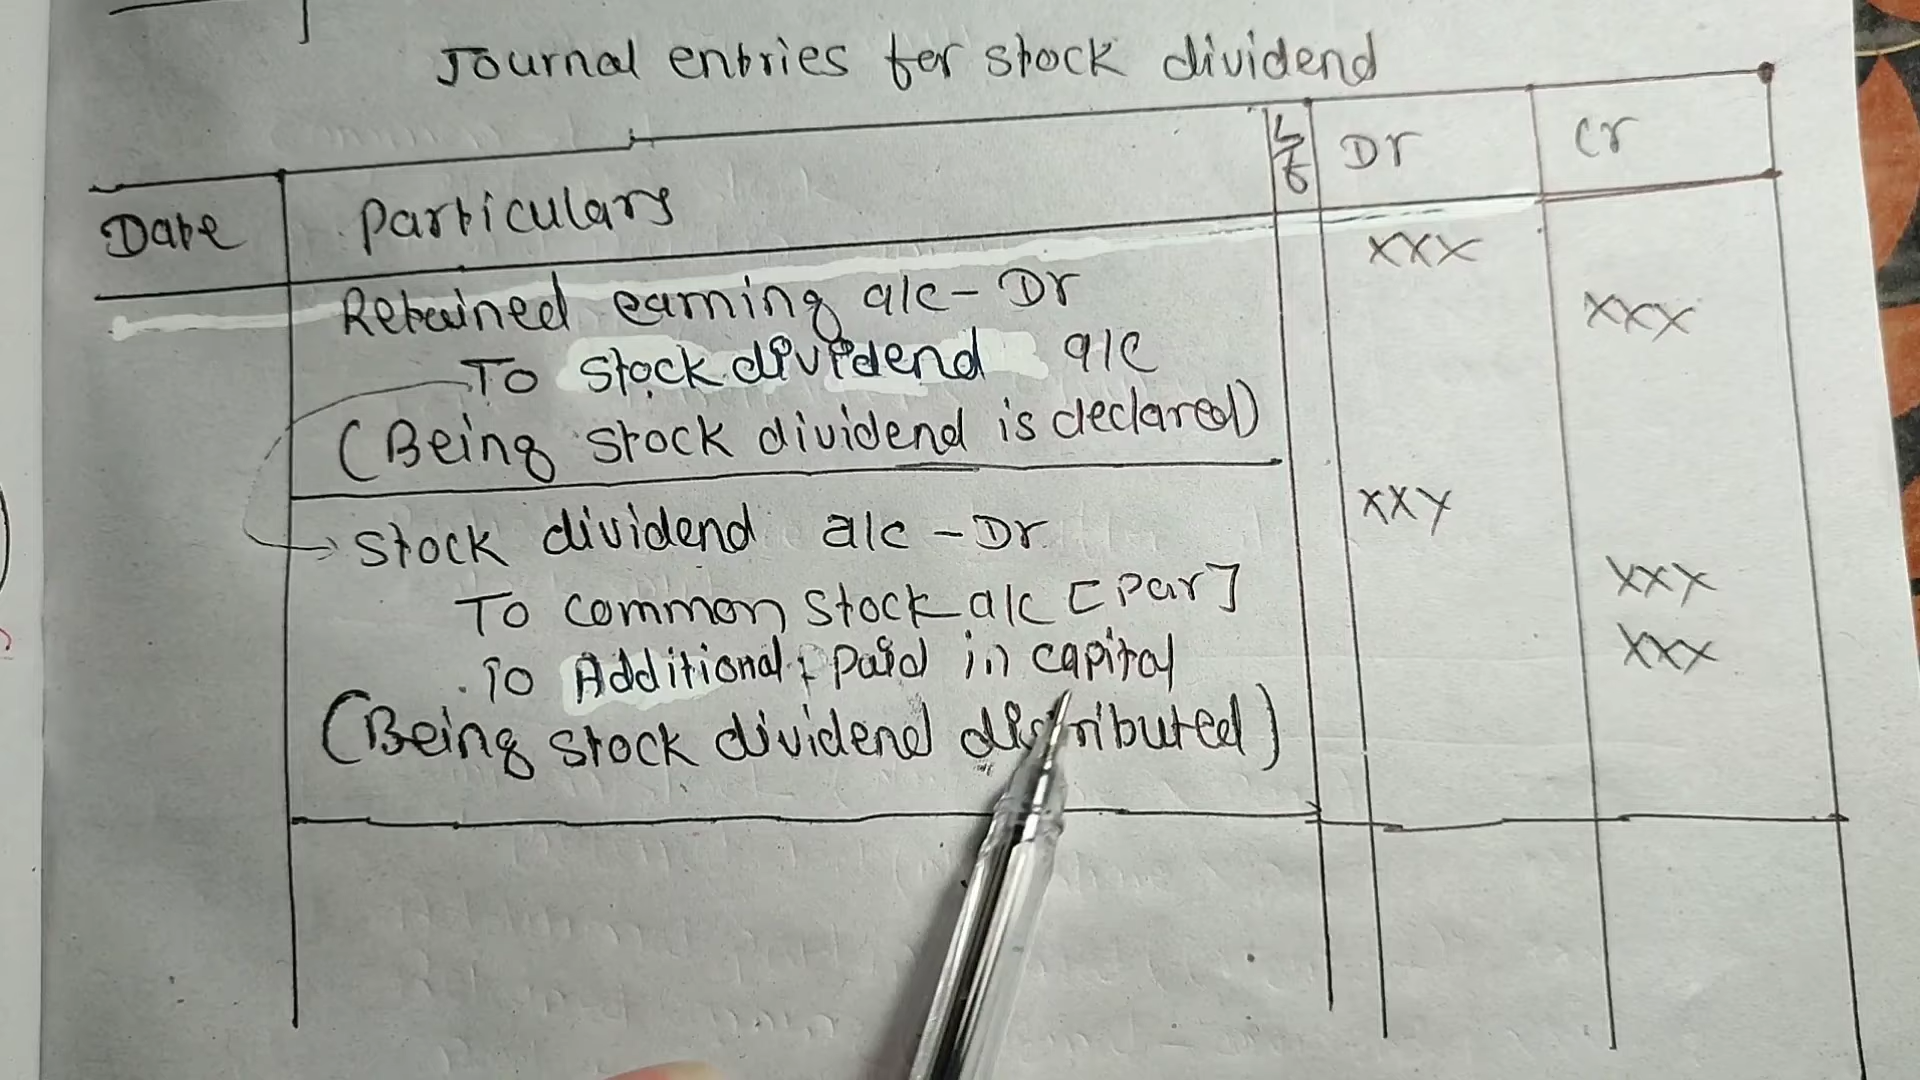 Journal entries for stock dividend
Date Particulars L/f Dr Cr
Retained earning a/c - Dr XXX
To Stock dividend a/c XXX
(Being stock dividend is declared)
Stock dividend a/c - Dr XXX
To common stock a/c [Par] XXX
To Additional paid in capital XXX
(Being stock dividend distributed)